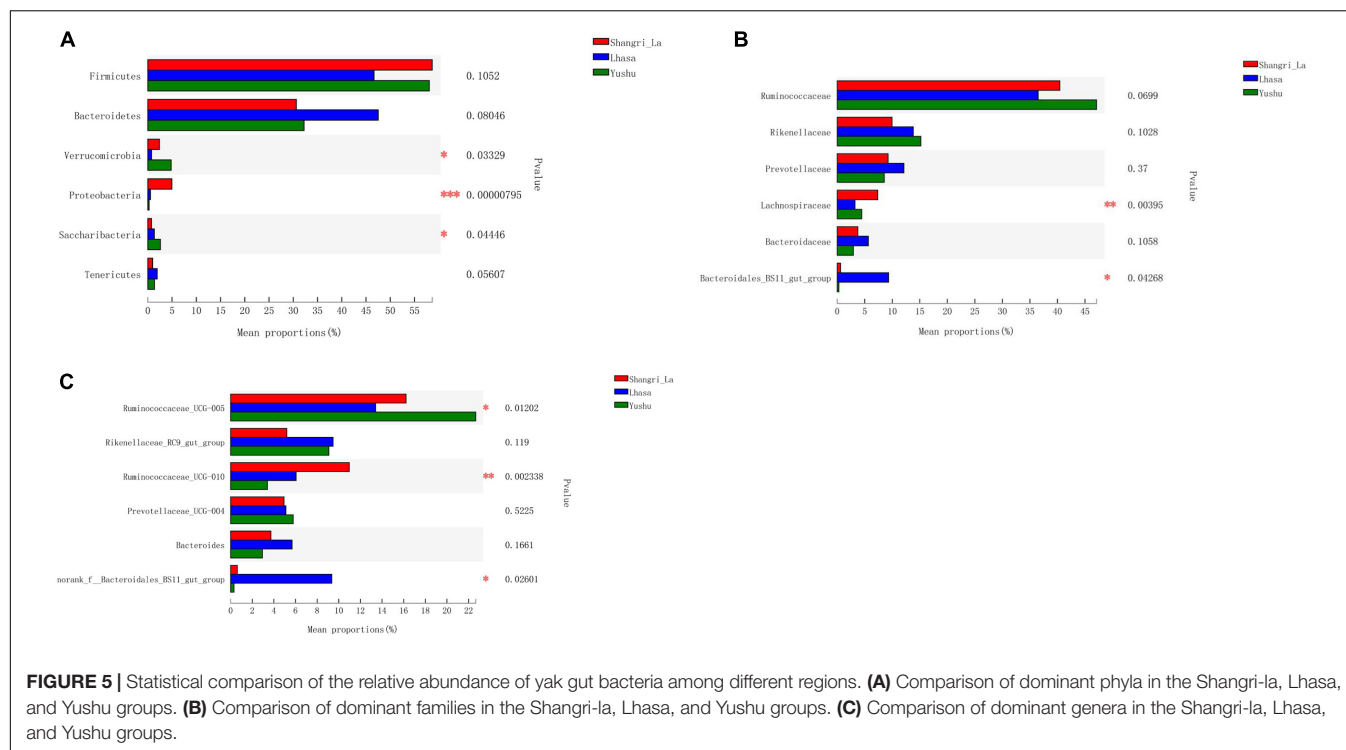 A
Shangri_La
Lhasa
Yushu
Firmicutes
Bacteroidetes
Verrucomicrobia
Proteobacteria
Saccharibacteria
Tenericutes
0.1052
0.08046
* 0.03329
*** 0.00000795
* 0.04446
0.05607
Pvalue
0 5 10 15 20 25 30 35 40 45 50 55
Mean proportions(%)
B
Shangri_La
Lhasa
Yushu
Ruminococcaceae
Rikenellaceae
Prevotellaceae
Lachnospiraceae
Bacteroidaceae
Bacteroidales_BS11_gut_group
0.0699
0.1028
0.37
** 0.00395
0.1058
* 0.04268
Pvalue
0 5 10 15 20 25 30 35 40 45
Mean proportions(%)
C
Shangri_La
Lhasa
Yushu
Ruminococcaceae_UCG-005
Rikenellaceae_RC9_gut_group
Ruminococcaceae_UCG-010
Prevotellaceae_UCG-004
Bacteroides
norank_f__Bacteroidales_BS11_gut_group
* 0.01202
0.119
** 0.002338
0.5225
0.1661
* 0.02601
Pvalue
0 2 4 6 8 10 12 14 16 18 20 22
Mean proportions(%)
FIGURE 5 | Statistical comparison of the relative abundance of yak gut bacteria among different regions. (A) Comparison of dominant phyla in the Shangri-la, Lhasa,
and Yushu groups. (B) Comparison of dominant families in the Shangri-la, Lhasa, and Yushu groups. (C) Comparison of dominant genera in the Shangri-la, Lhasa,
and Yushu groups.